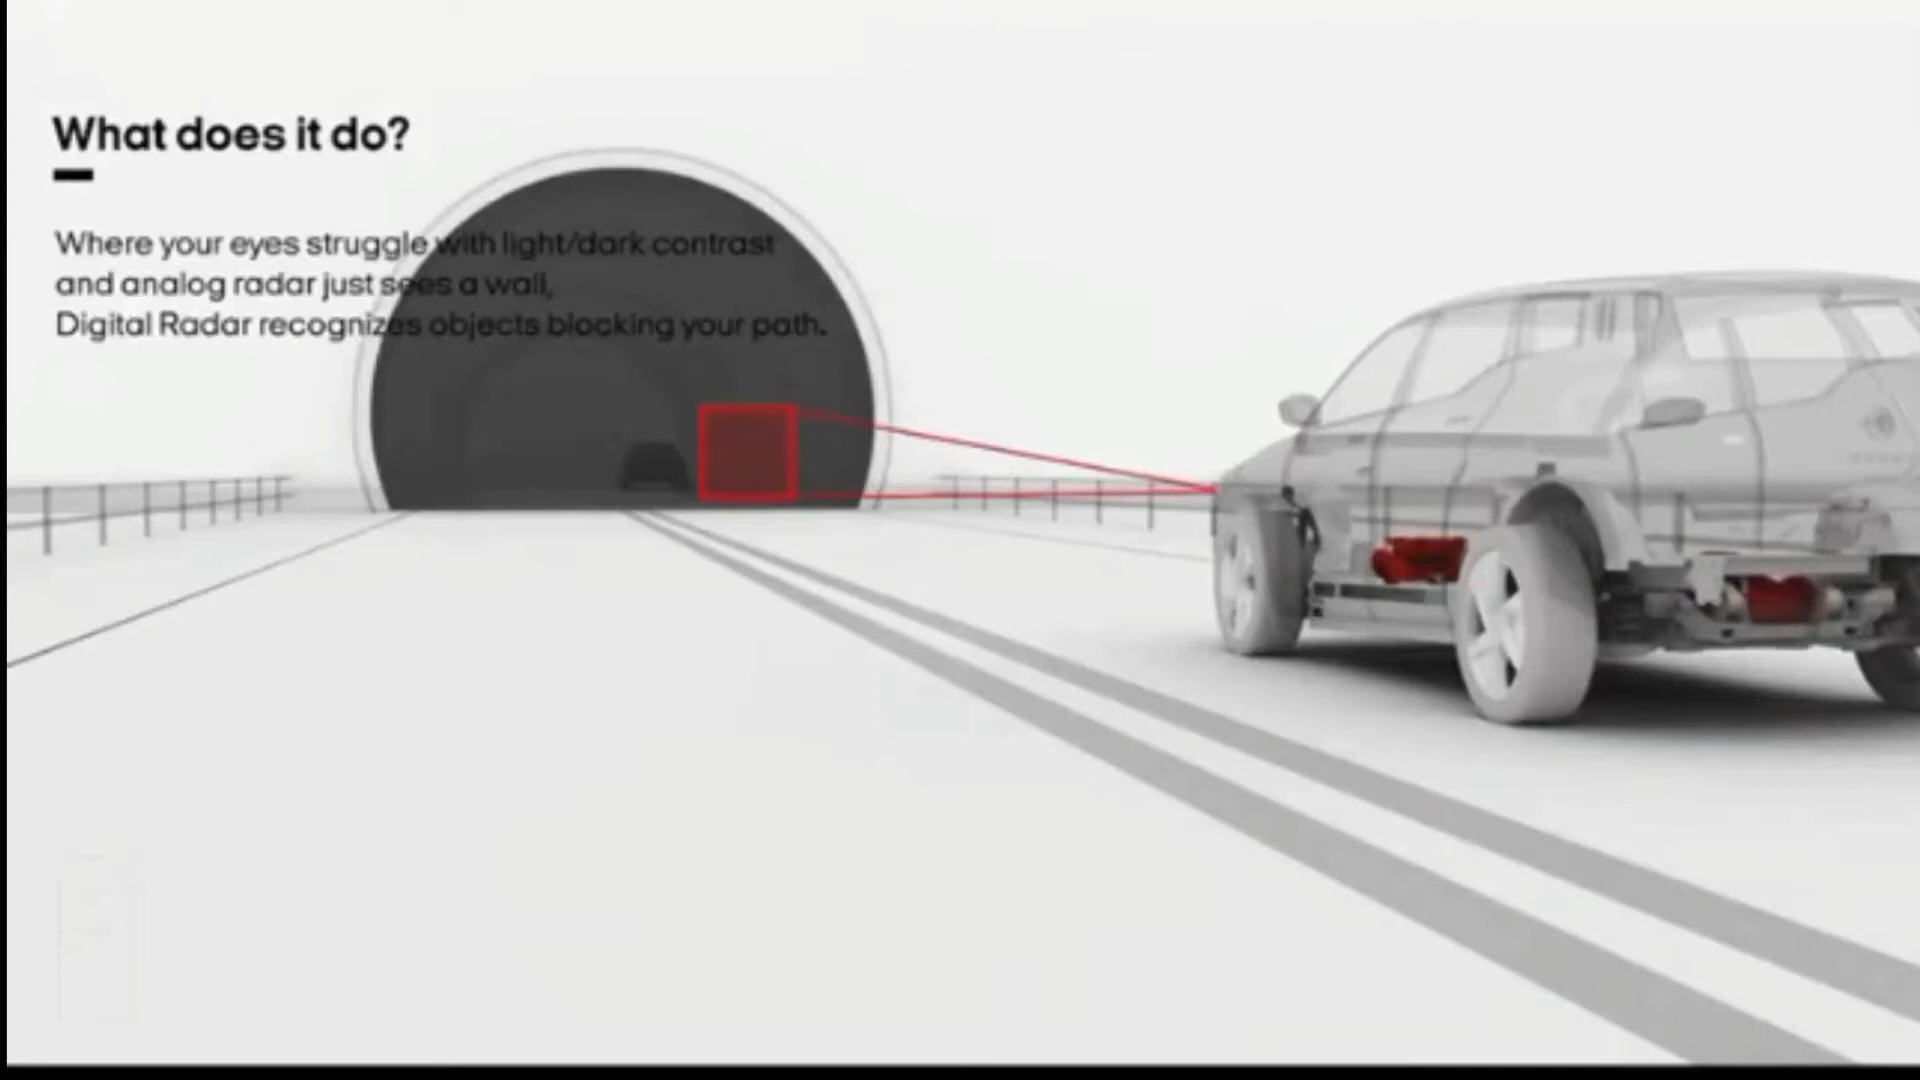 What does it do?
Where your eyes struggle with light/dark contrast
and analog radar just sees a wall,
Digital Radar recognizes objects blocking your path.